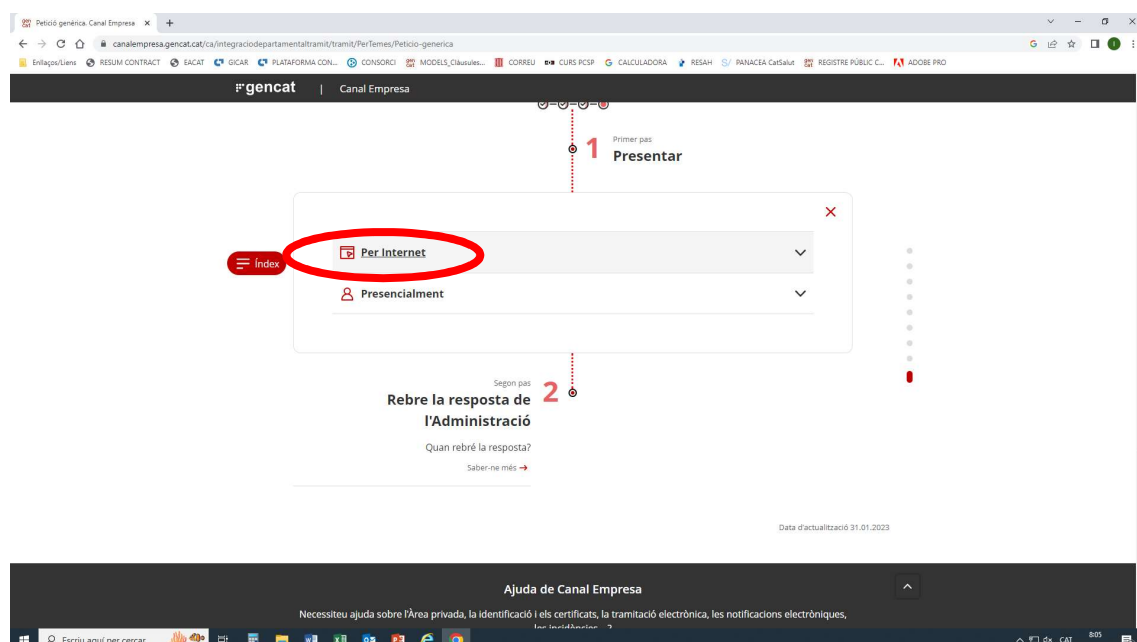 Petició genèrica. Canal Empresa
canalempresa.gencat.cat/ca/integraciodepartamentaltramit/tramit/PerTemes/Peticio-generica
Enllaços/Liens RESUM CONTRACT EACAT GICAR PLATAFORMA CON... CONSORCI MODELS_Clàusules... CORREU CURS PCSP CALCULADORA RESAH PANACEA CatSalut REGISTRE PÚBLIC C... ADOBE PRO
gencat | Canal Empresa
1
Primer pas
Presentar
Per Internet
Índex
Presencialment
Segon pas
2
Rebre la resposta de
l'Administració
Quan rebré la resposta?
Saber-ne més →
Data d'actualització 31.01.2023
Ajuda de Canal Empresa
Necessiteu ajuda sobre l'Àrea privada, la identificació i els certificats, la tramitació electrònica, les notificacions electròniques,
les incidències...?
Escriu aquí per cercar
CAT
8:05